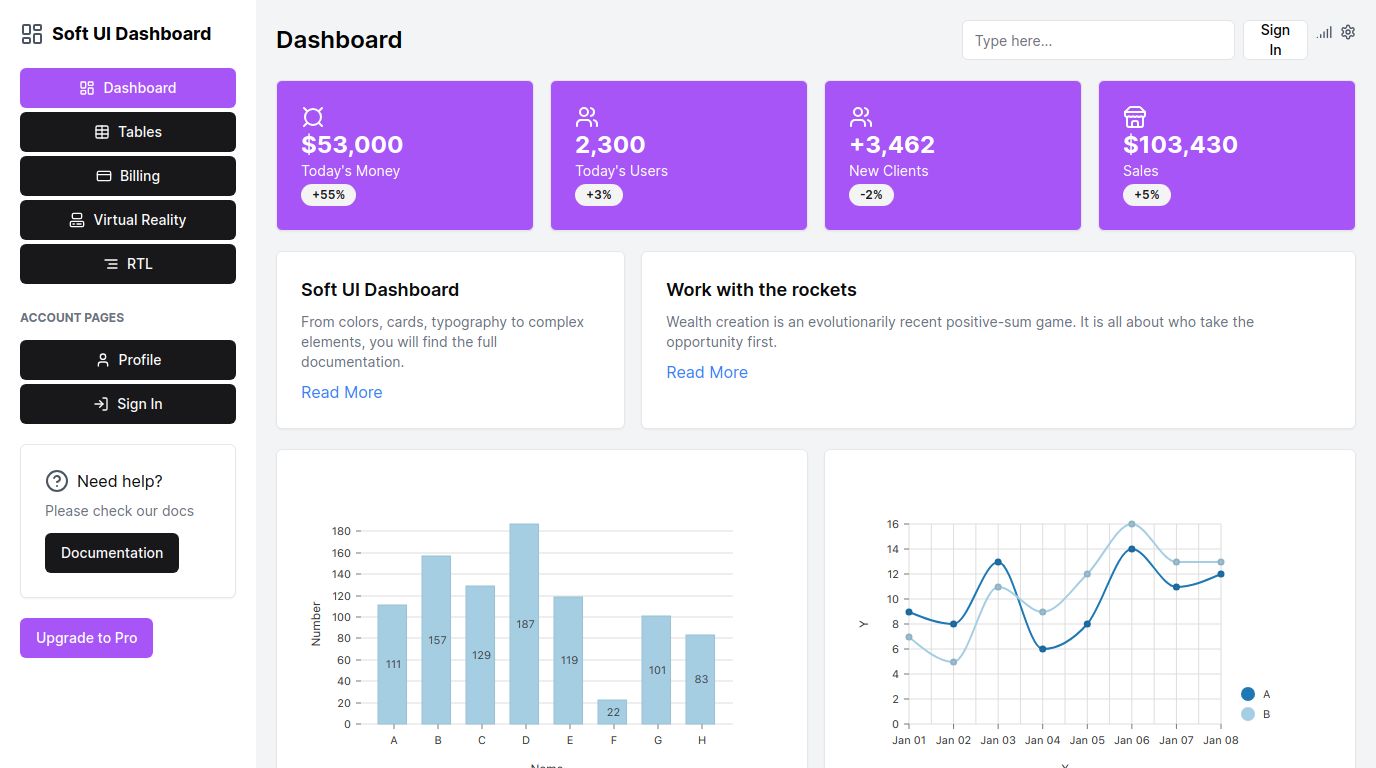 Soft UI Dashboard
Dashboard
Tables
Billing
Virtual Reality
RTL
ACCOUNT PAGES
Profile
Sign In
Need help?
Please check our docs
Documentation
Upgrade to Pro
Dashboard
Type here...
Sign
In
$53,000
Today's Money
+55%
2,300
Today's Users
+3%
+3,462
New Clients
-2%
$103,430
Sales
+5%
Soft UI Dashboard
From colors, cards, typography to complex
elements, you will find the full
documentation.
Read More
Work with the rockets
Wealth creation is an evolutionarily recent positive-sum game. It is all about who take the
opportunity first.
Read More
Number
180
160
140
120
100
80
60
40
20
0
111
157
129
187
119
22
101
83
A B C D E F G H
Name
Y
16
14
12
10
8
6
4
2
0
Jan 01 Jan 02 Jan 03 Jan 04 Jan 05 Jan 06 Jan 07 Jan 08
X
A
B